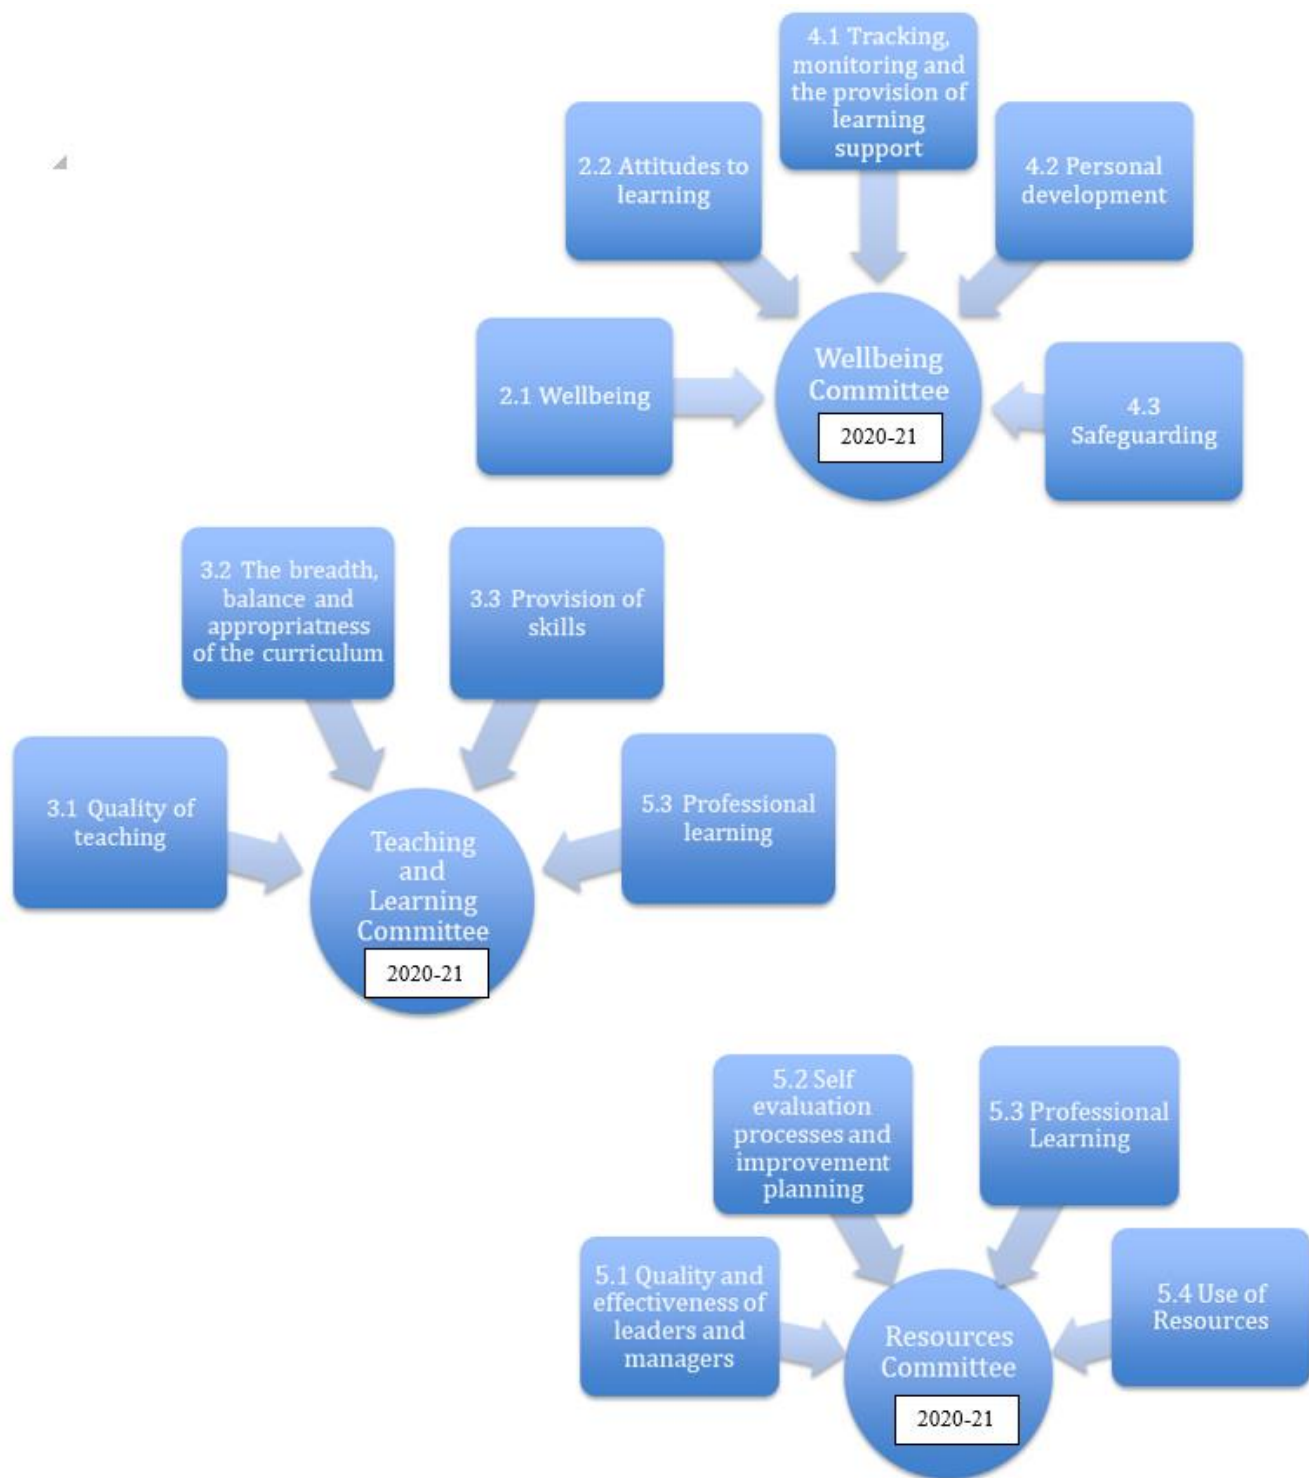 4.1 Tracking,
monitoring and
the provision of
learning
support
2.2 Attitudes to
learning
4.2 Personal
development
2.1 Wellbeing
Wellbeing
Committee
2020-21
4.3
Safeguarding
3.2 The breadth,
balance and
appropriatness
of the curriculum
3.3 Provision of
skills
3.1 Quality of
teaching
5.3 Professional
learning
Teaching
and
Learning
Committee
2020-21
5.2 Self
evaluation
processes and
improvement
planning
5.3 Professional
Learning
5.1 Quality and
effectiveness of
leaders and
managers
5.4 Use of
Resources
Resources
Committee
2020-21